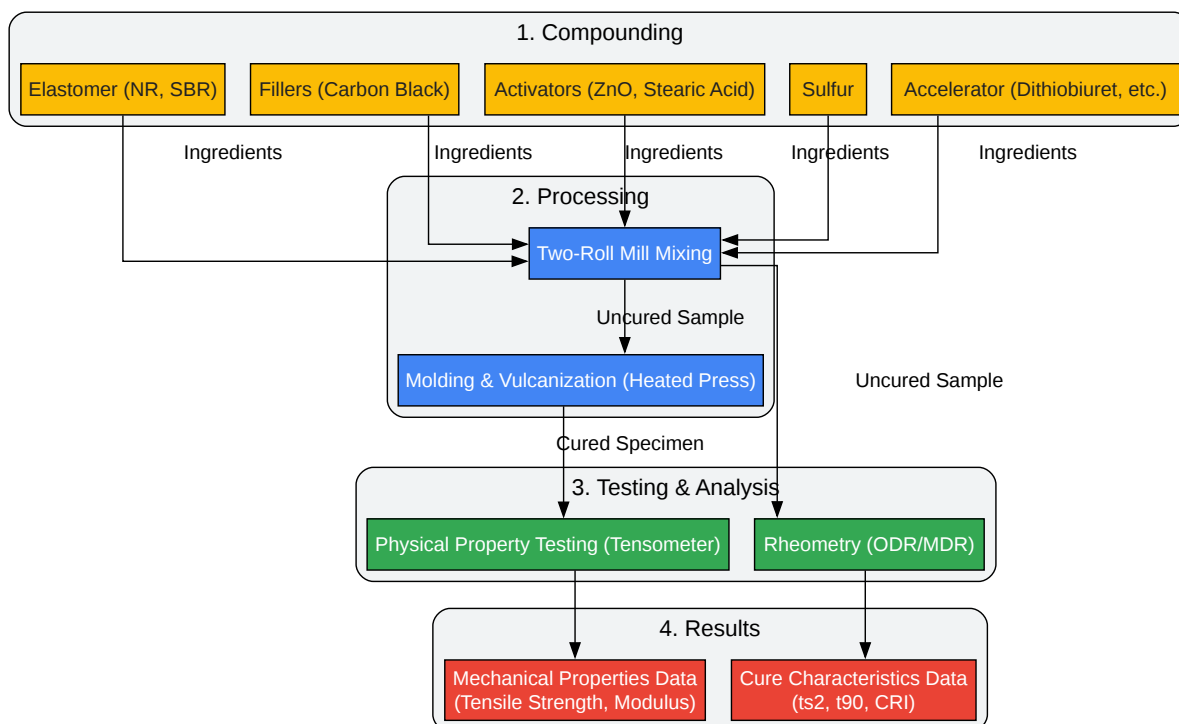 1. Compounding
Elastomer (NR, SBR)
Fillers (Carbon Black)
Activators (ZnO, Stearic Acid)
Sulfur
Accelerator (Dithiobiuret, etc.)
Ingredients
Ingredients
Ingredients
Ingredients
Ingredients
2. Processing
Two-Roll Mill Mixing
Uncured Sample
Molding & Vulcanization (Heated Press)
Uncured Sample
Cured Specimen
3. Testing & Analysis
Physical Property Testing (Tensometer)
Rheometry (ODR/MDR)
4. Results
Mechanical Properties Data
(Tensile Strength, Modulus)
Cure Characteristics Data
(ts2, t90, CRI)